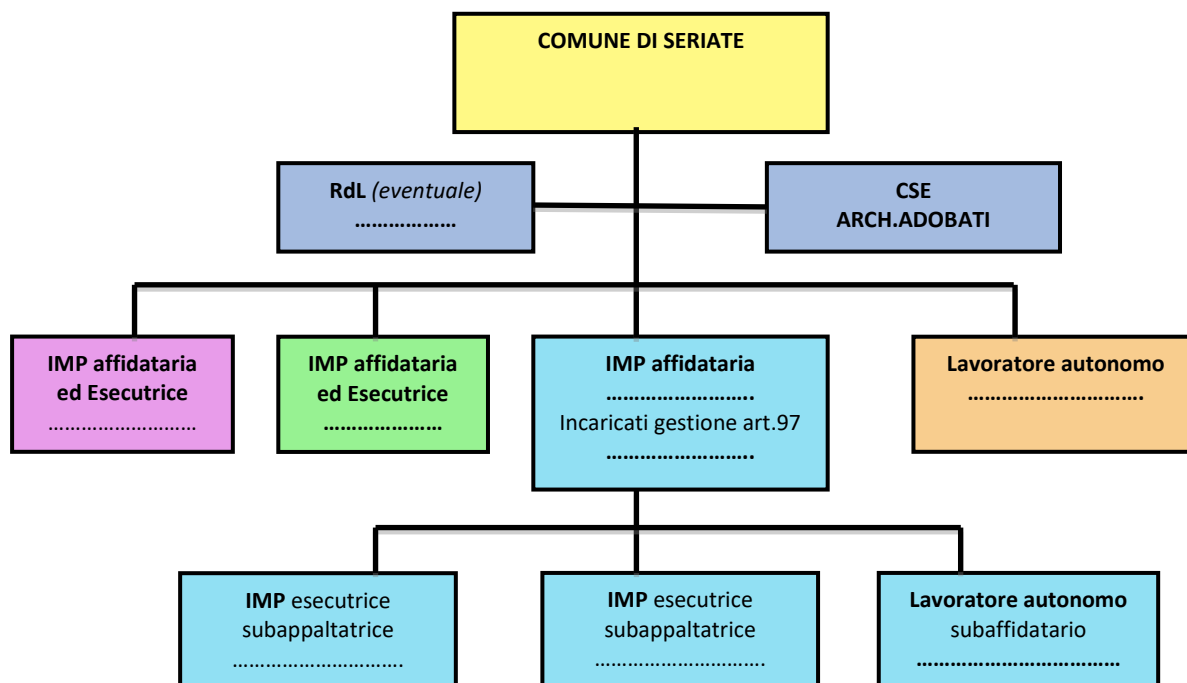 COMUNE DI SERIATE
RdL (eventuale)
………………
CSE
ARCH.ADOBATI
IMP affidataria
ed Esecutrice
………………………
IMP affidataria
ed Esecutrice
…………………
IMP affidataria
……………………..
Incaricati gestione art.97
……………………..
Lavoratore autonomo
………………………….
IMP esecutrice
subappaltatrice
………………………….
IMP esecutrice
subappaltatrice
………………………….
Lavoratore autonomo
subaffidatario
………………………………